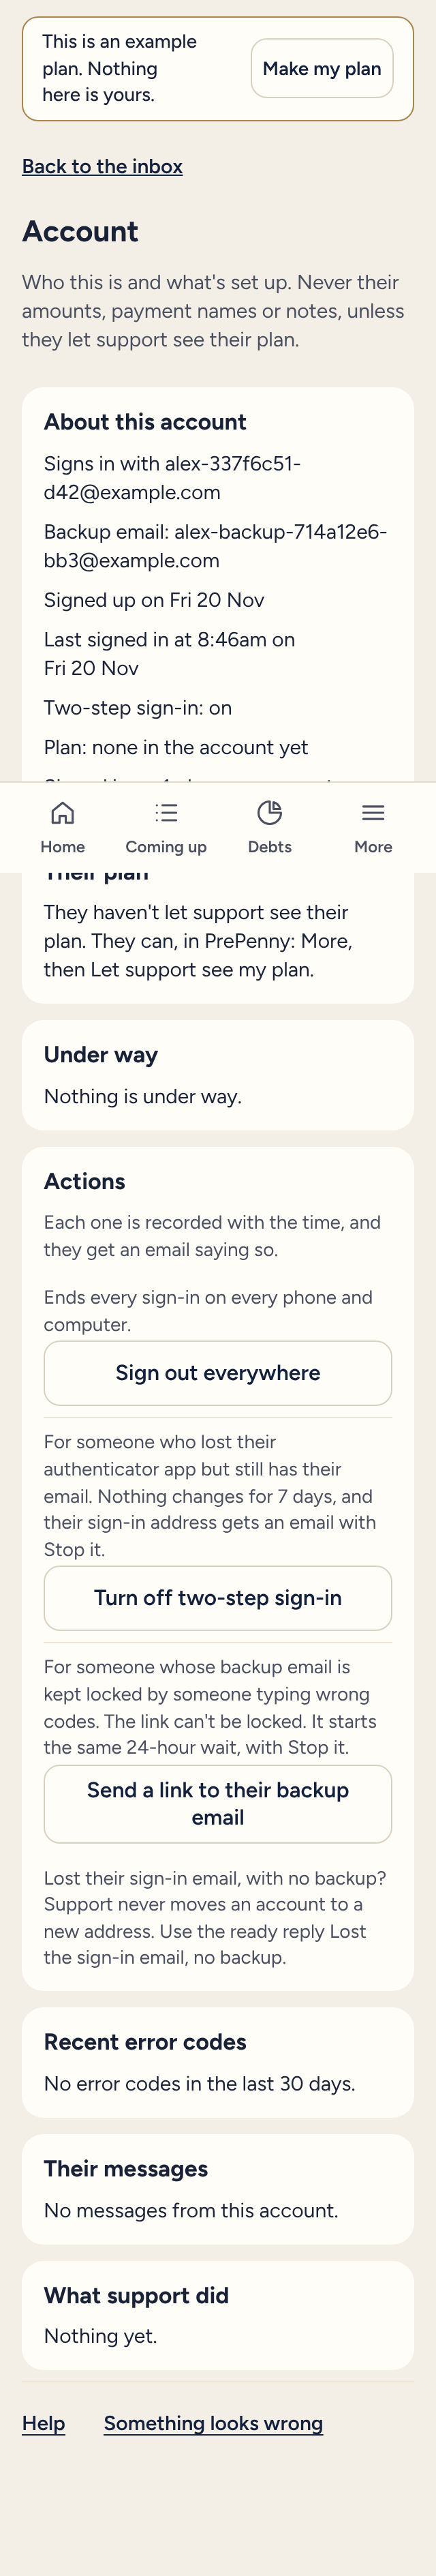 This is an example
plan. Nothing
here is yours.
Make my plan
Back to the inbox
Account
Who this is and what's set up. Never their
amounts, payment names or notes, unless
they let support see their plan.
About this account
Signs in with alex-337f6c51-
d42@example.com
Backup email: alex-backup-714a12e6-
bb3@example.com
Signed up on Fri 20 Nov
Last signed in at 8:46am on
Fri 20 Nov
Two-step sign-in: on
Plan: none in the account yet
Home
Coming up
Debts
More
Their plan
They haven't let support see their
plan. They can, in PrePenny: More,
then Let support see my plan.
Under way
Nothing is under way.
Actions
Each one is recorded with the time, and
they get an email saying so.
Ends every sign-in on every phone and
computer.
Sign out everywhere
For someone who lost their
authenticator app but still has their
email. Nothing changes for 7 days, and
their sign-in address gets an email with
Stop it.
Turn off two-step sign-in
For someone whose backup email is
kept locked by someone typing wrong
codes. The link can't be locked. It starts
the same 24-hour wait, with Stop it.
Send a link to their backup
email
Lost their sign-in email, with no backup?
Support never moves an account to a
new address. Use the ready reply Lost
the sign-in email, no backup.
Recent error codes
No error codes in the last 30 days.
Their messages
No messages from this account.
What support did
Nothing yet.
Help
Something looks wrong